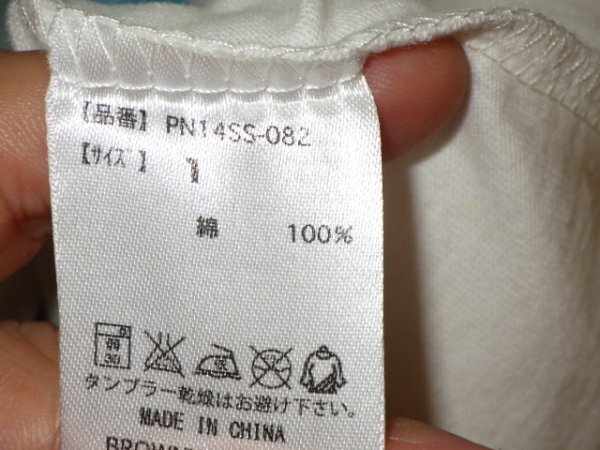 【品番】 PN14SS-082
【サイズ】 1
綿 100%
タンブラー乾燥はお避け下さい。
MADE IN CHINA